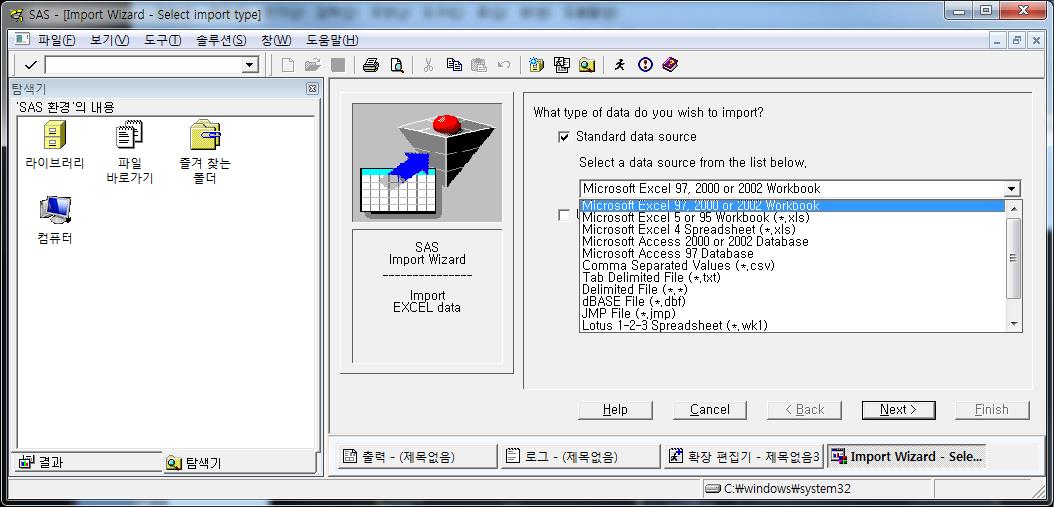 SAS - [Import Wizard - Select import type]
파일(F) 보기(V) 도구(T) 솔루션(S) 창(W) 도움말(H)
탐색기
'SAS 환경'의 내용
라이브러리
파일
바로가기
즐겨 찾는
폴더
컴퓨터
결과
탐색기
SAS
Import Wizard
---------------
Import
EXCEL data
What type of data do you wish to import?
Standard data source
Select a data source from the list below.
Microsoft Excel 97, 2000 or 2002 Workbook
Microsoft Excel 97, 2000 or 2002 Workbook
Microsoft Excel 5 or 95 Workbook (*.xls)
Microsoft Excel 4 Spreadsheet (*.xls)
Microsoft Access 2000 or 2002 Database
Microsoft Access 97 Database
Comma Separated Values (*.csv)
Tab Delimited File (*.txt)
Delimited File (*.*)
dBASE File (*.dbf)
JMP File (*.jmp)
Lotus 1-2-3 Spreadsheet (*.wk1)
Help Cancel < Back Next > Finish
출력 - (제목없음) 로그 - (제목없음) 확장 편집기 - 제목없음3 Import Wizard - Sele...
C:₩windows₩system32